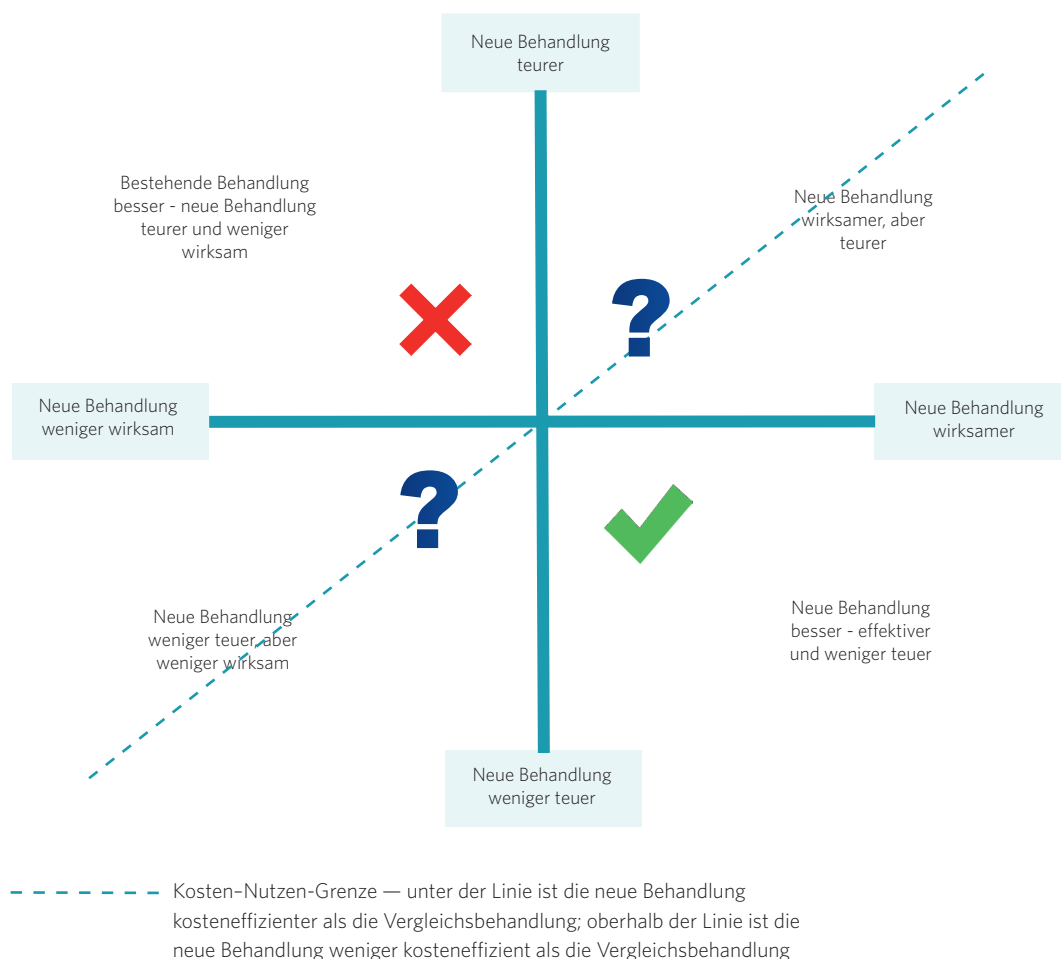 Neue Behandlung
teurer
Bestehende Behandlung
besser - neue Behandlung
teurer und weniger
wirksam
Neue Behandlung
wirksamer, aber
teurer
?
Neue Behandlung
weniger wirksam
Neue Behandlung
wirksamer
?
Neue Behandlung
weniger teuer, aber
weniger wirksam
Neue Behandlung
besser - effektiver
und weniger teuer
Neue Behandlung
weniger teuer
Kosten–Nutzen-Grenze — unter der Linie ist die neue Behandlung
kosteneffizienter als die Vergleichsbehandlung; oberhalb der Linie ist die
neue Behandlung weniger kosteneffizient als die Vergleichsbehandlung